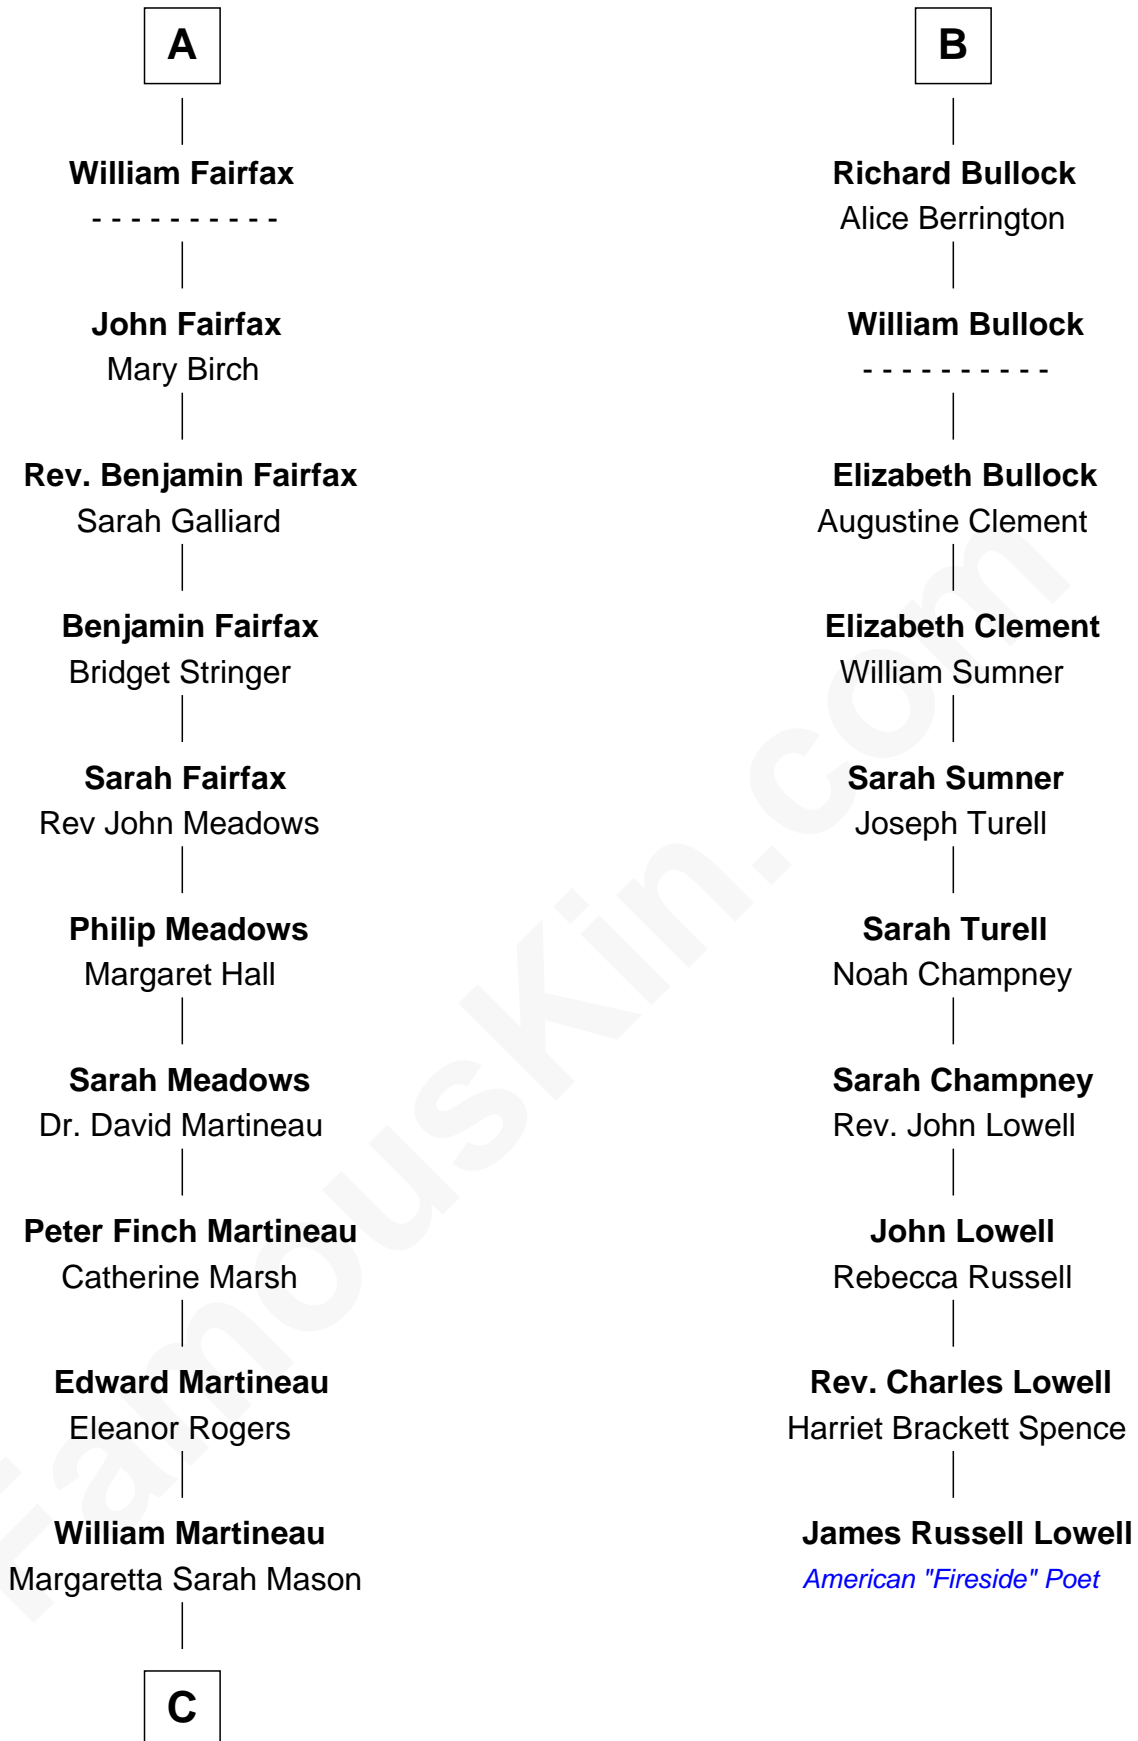 A
William Fairfax
- - - - - - - - - -
John Fairfax
Mary Birch
Rev. Benjamin Fairfax
Sarah Galliard
Benjamin Fairfax
Bridget Stringer
Sarah Fairfax
Rev John Meadows
Philip Meadows
Margaret Hall
Sarah Meadows
Dr. David Martineau
Peter Finch Martineau
Catherine Marsh
Edward Martineau
Eleanor Rogers
William Martineau
Margaretta Sarah Mason
C
B
Richard Bullock
Alice Berrington
William Bullock
- - - - - - - - - -
Elizabeth Bullock
Augustine Clement
Elizabeth Clement
William Sumner
Sarah Sumner
Joseph Turell
Sarah Turell
Noah Champney
Sarah Champney
Rev. John Lowell
John Lowell
Rebecca Russell
Rev. Charles Lowell
Harriet Brackett Spence
James Russell Lowell
American "Fireside" Poet
FamousKin.com